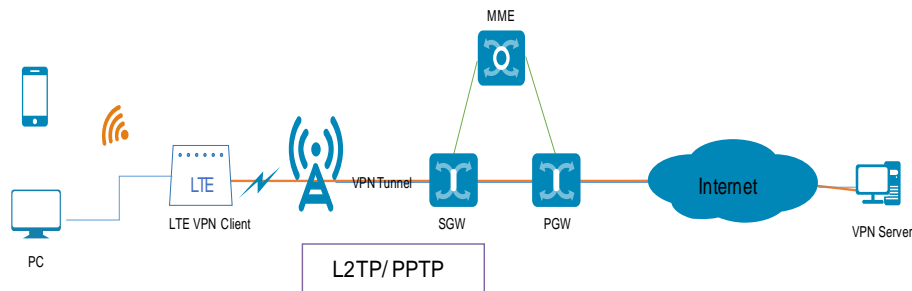 MME
LTE
VPN Tunnel
Internet
LTE VPN Client
SGW
PGW
VPN Server
PC
L2TP/ PPTP